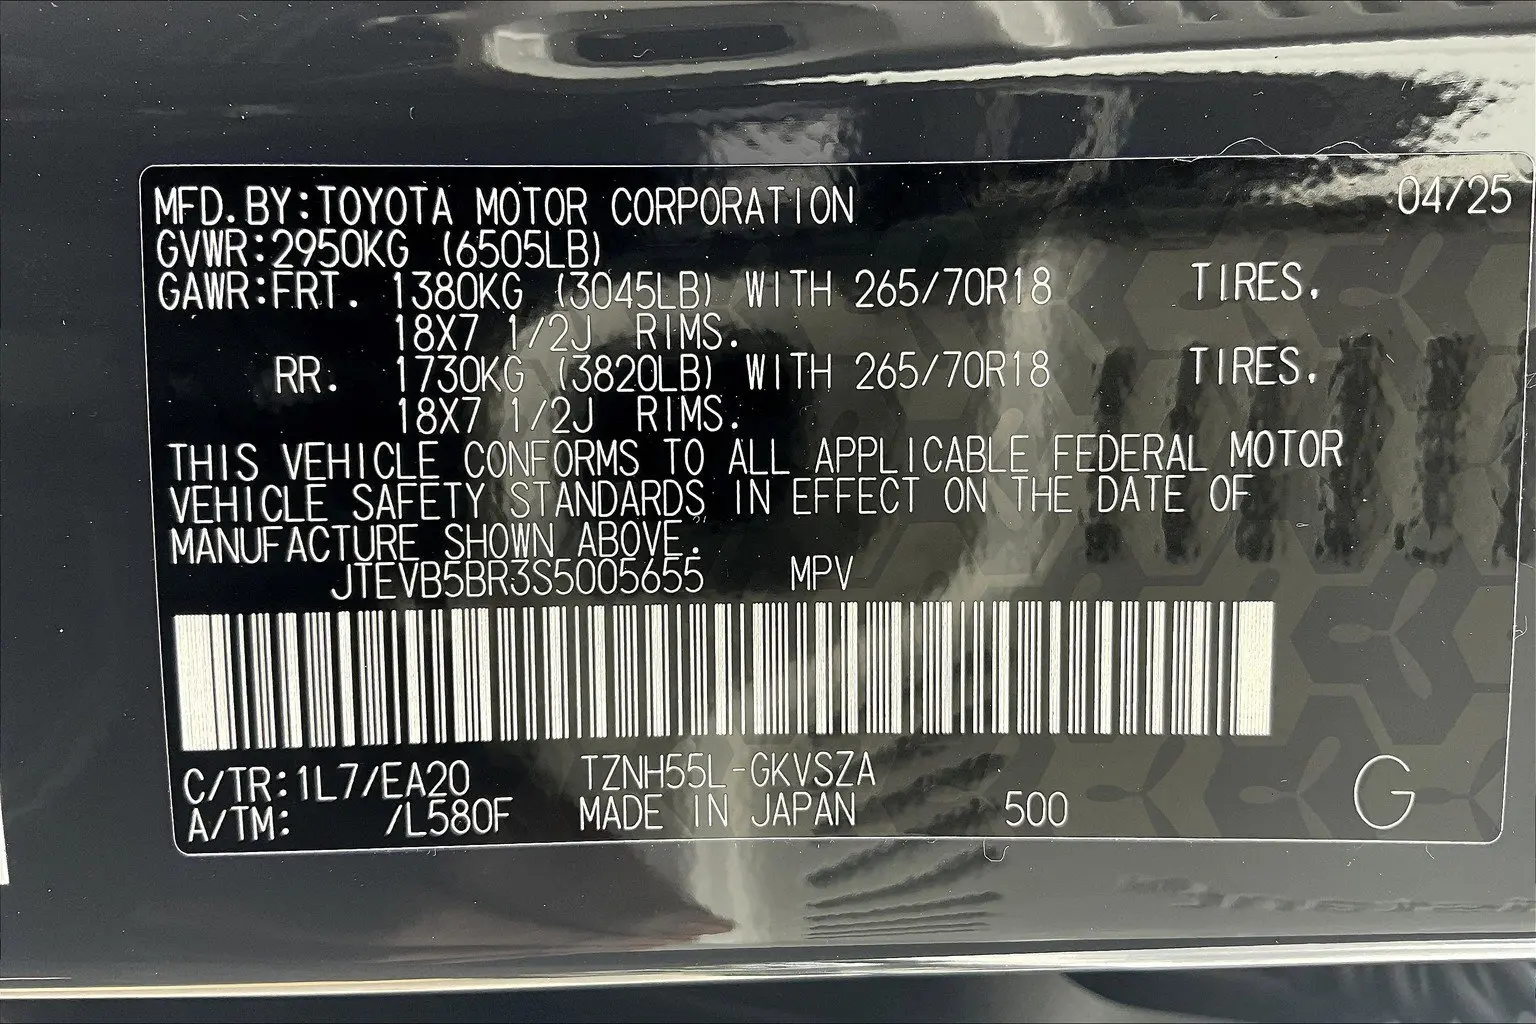 MFD.BY:TOYOTA MOTOR CORPORATION 04/25
GVWR:2950KG (6505LB)
GAWR:FRT. 1380KG (3045LB) WITH 265/70R18 TIRES.
18X7 1/2J RIMS.
RR. 1730KG (3820LB) WITH 265/70R18 TIRES.
18X7 1/2J RIMS.
THIS VEHICLE CONFORMS TO ALL APPLICABLE FEDERAL MOTOR
VEHICLE SAFETY STANDARDS IN EFFECT ON THE DATE OF
MANUFACTURE SHOWN ABOVE.
JTEVB5BR3S5005655 MPV
C/TR:1L7/EA20 TZNH55L-GKVSZA
A/TM: /L580F MADE IN JAPAN 500 G